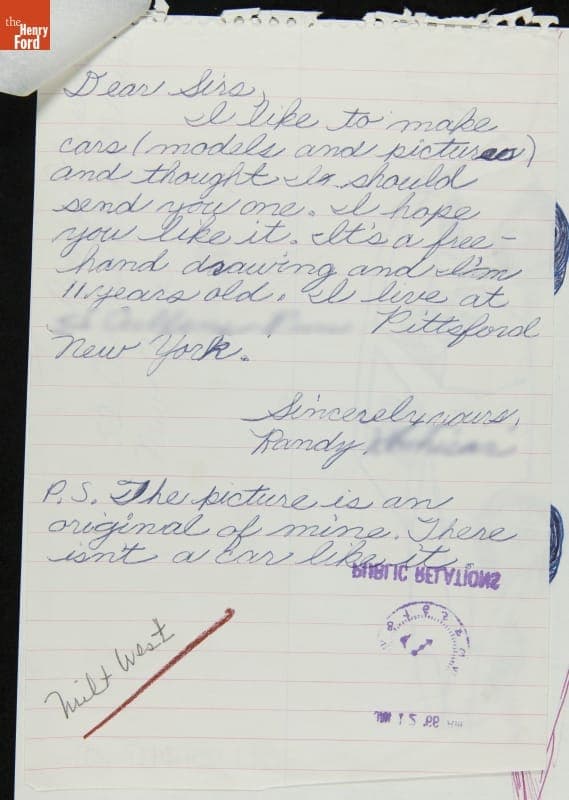 the
Henry
Ford
Dear Sirs,
I like to make
cars (models and pictures)
and thought I should
send you one. I hope
you like it. It's a free-
hand drawing and I'm
11 years old. I live at
Pittsford
New York.
Sincerely yours,
Randy
P.S. The picture is an
original of mine. There
isnt a car like it.
PUBLIC RELATIONS
Milt West